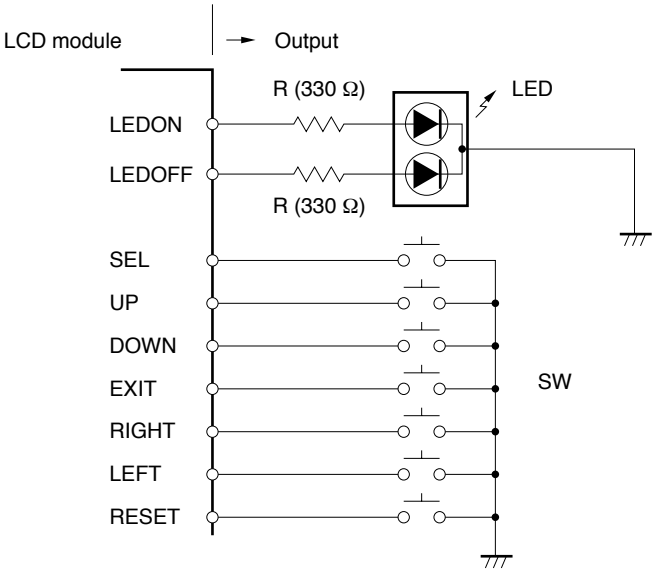 LCD module
Output
R (330 Ω)
LED
LEDON
LEDOFF
R (330 Ω)
SEL
UP
DOWN
EXIT
SW
RIGHT
LEFT
RESET